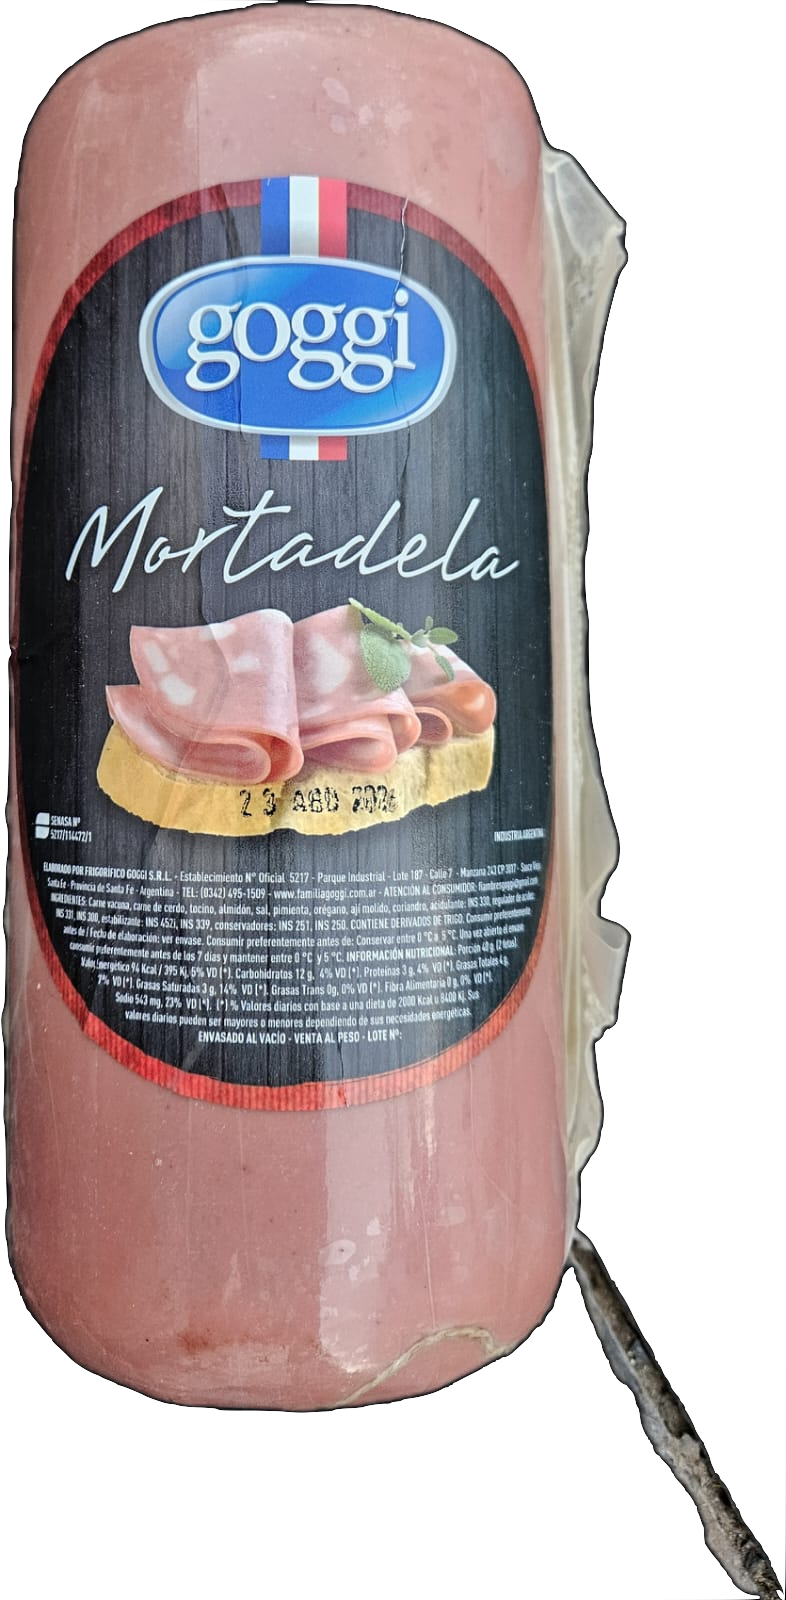 goggi
Mortadela
23 AGO 2026
SENASA Nº
5217/114472/1
INDUSTRIA ARGENTINA
ELABORADO POR FRIGORÍFICO GOGGI S.R.L. - Establecimiento N° Oficial 5217 - Parque Industrial - Lote 187 - Calle 7 - Manzana 243 CP 3017 - Sauce Viejo
Santa Fe - Provincia de Santa Fe - Argentina - TEL: (0342) 495-1509 - www.familiagoggi.com.ar - ATENCIÓN AL CONSUMIDOR:
INGREDIENTES: Carne vacuna, carne de cerdo, tocino, almidón, sal, pimienta, orégano, ají molido, coriandro, acidulante: INS 330, regulador de acidez:
INS 331, INS 300, estabilizante: INS 452i, INS 339, conservadores: INS 251, INS 250. CONTIENE DERIVADOS DE TRIGO. Consumir preferentemente
antes de / Fecha de elaboración: ver envase. Consumir preferentemente antes de: Conservar entre 0 °C a 5 °C. Una vez abierto el envase
consumir preferentemente antes de los 7 días y mantener entre 0 °C y 5 °C. INFORMACIÓN NUTRICIONAL: Porción 40 g (2 fetas).
Valor Energético 94 Kcal / 395 Kj, 5% VD (*). Carbohidratos 12 g, 4% VD (*). Proteínas 3 g, 4% VD (*). Grasas Totales 4 g,
7% VD (*). Grasas Saturadas 3 g, 14% VD (*). Grasas Trans 0g, 0% VD (*). Fibra Alimentaria 0 g, 0% VD (*).
Sodio 543 mg, 23% VD (*). (*) % Valores diarios con base a una dieta de 2000 Kcal u 8400 Kj. Sus
valores diarios pueden ser mayores o menores dependiendo de sus necesidades energéticas.
ENVASADO AL VACÍO - VENTA AL PESO - LOTE Nº: